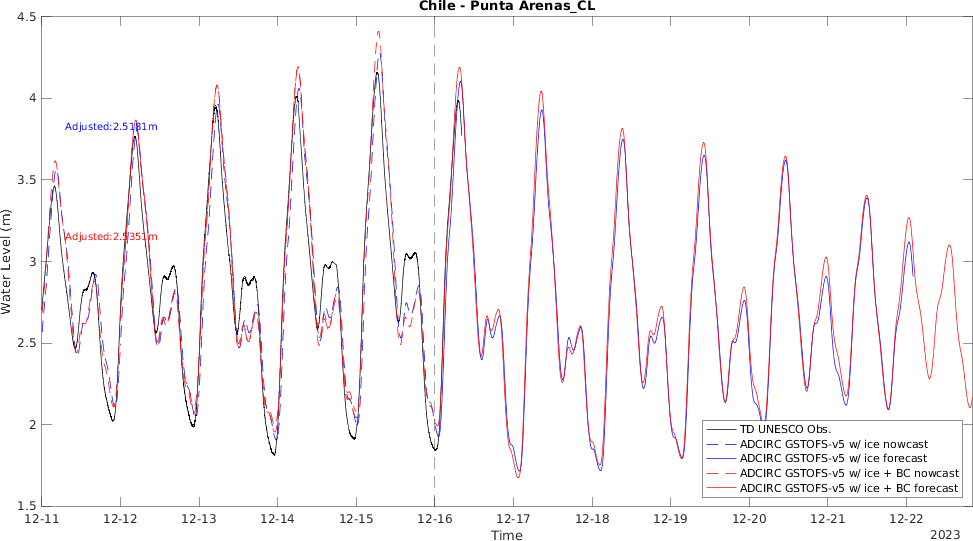 Chile - Punta Arenas_CL
4.5
4
3.5
3
2.5
2
1.5
Water Level (m)
Adjusted:2.5181m
Adjusted:2.5351m
TD UNESCO Obs.
ADCIRC GSTOFS-v5 w/ ice nowcast
ADCIRC GSTOFS-v5 w/ ice forecast
ADCIRC GSTOFS-v5 w/ ice + BC nowcast
ADCIRC GSTOFS-v5 w/ ice + BC forecast
12-11 12-12 12-13 12-14 12-15 12-16 12-17 12-18 12-19 12-20 12-21 12-22
Time
2023